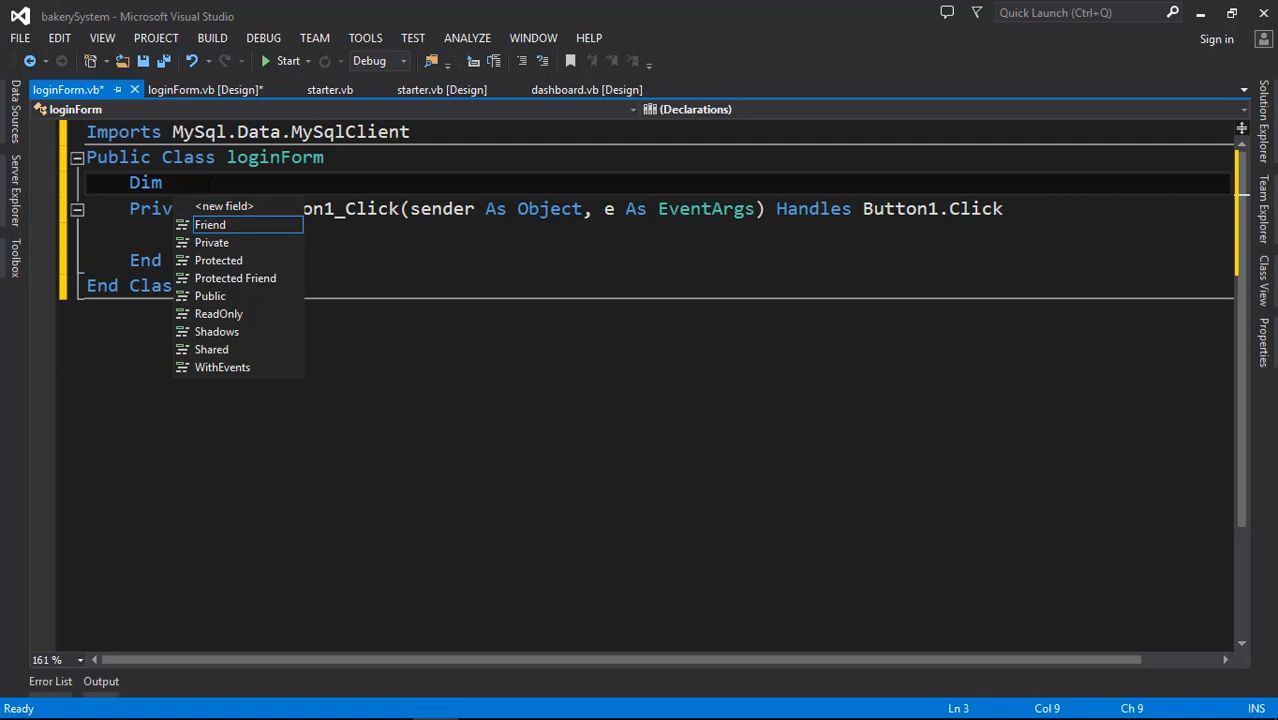 bakerySystem - Microsoft Visual Studio
Quick Launch (Ctrl+Q)
FILE EDIT VIEW PROJECT BUILD DEBUG TEAM TOOLS TEST ANALYZE WINDOW HELP
Sign in
Start Debug
loginForm.vb* loginForm.vb [Design]* starter.vb starter.vb [Design] dashboard.vb [Design]
loginForm (Declarations)
Imports MySql.Data.MySqlClient
Public Class loginForm
Dim
Priv on1_Click(sender As Object, e As EventArgs) Handles Button1.Click
End
End Clas
<new field>
Friend
Private
Protected
Protected Friend
Public
ReadOnly
Shadows
Shared
WithEvents
Data Sources
Server Explorer
Toolbox
Solution Explorer
Team Explorer
Class View
Properties
161 %
Error List Output
Ready Ln 3 Col 9 Ch 9 INS